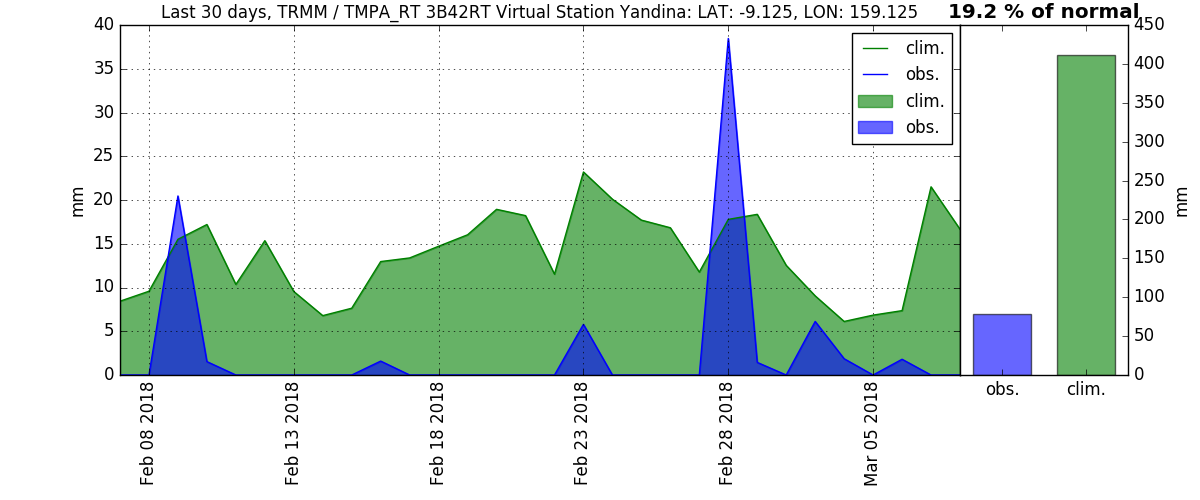 Last 30 days, TRMM / TMPA_RT 3B42RT Virtual Station Yandina: LAT: -9.125, LON: 159.125
19.2 % of normal
40
35
30
25
20
15
10
5
0
mm
clim.
obs.
clim.
obs.
Feb 08 2018
Feb 13 2018
Feb 18 2018
Feb 23 2018
Feb 28 2018
Mar 05 2018
450
400
350
300
250
200
150
100
50
0
mm
obs.
clim.